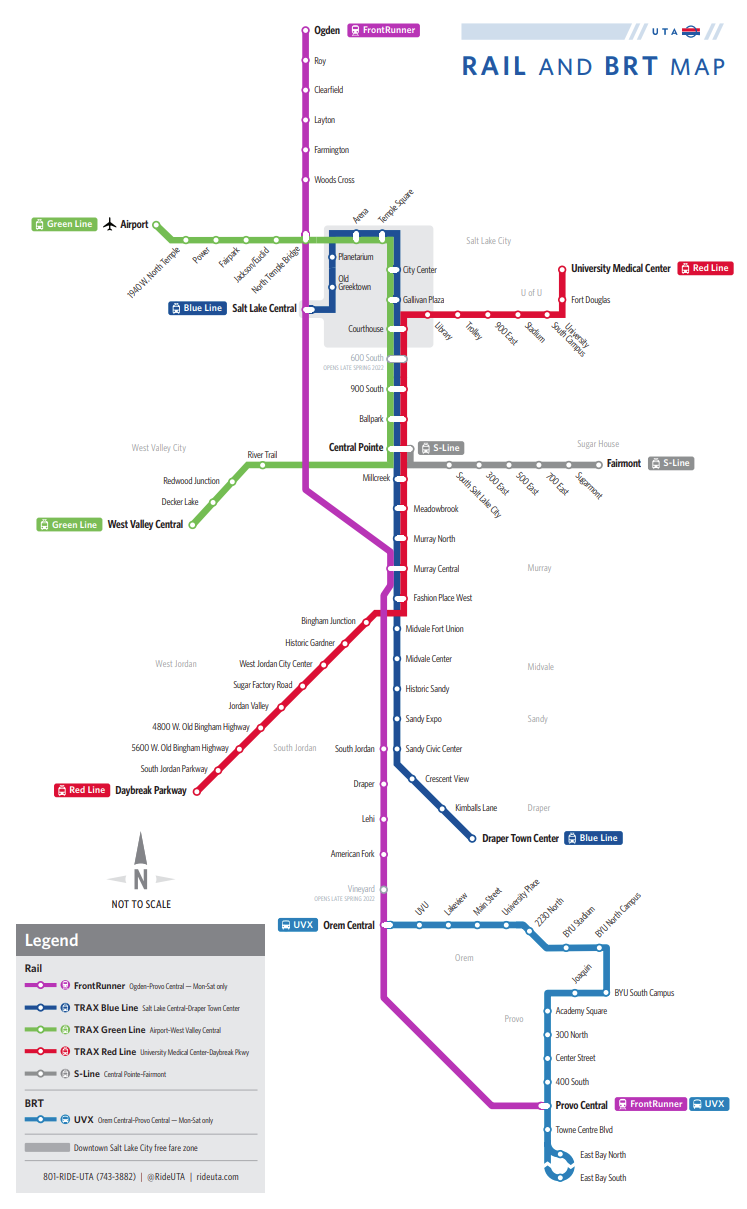 UTA
RAIL AND BRT MAP
Ogden
FrontRunner
Roy
Clearfield
Layton
Farmington
Woods Cross
Green Line
Airport
1940 W. North Temple
Power
Fairpark
Jackson/Euclid
North Temple Bridge
Arena
Temple Square
Planetarium
Old
Greektown
Blue Line
Salt Lake Central
City Center
Gallivan Plaza
Courthouse
600 South
OPENS LATE SPRING 2022
900 South
Ballpark
Central Pointe
S-Line
Millcreek
Salt Lake City
University Medical Center
Red Line
U of U
Fort Douglas
Library
Trolley
900 East
Stadium
University
South Campus
West Valley City
River Trail
Redwood Junction
Decker Lake
Green Line
West Valley Central
Sugar House
Fairmont
S-Line
South Salt Lake City
300 East
500 East
700 East
Sugarmont
Meadowbrook
Murray North
Murray Central
Murray
Fashion Place West
Bingham Junction
Historic Gardner
West Jordan City Center
West Jordan
Sugar Factory Road
Jordan Valley
4800 W. Old Bingham Highway
5600 W. Old Bingham Highway
South Jordan
South Jordan Parkway
Red Line
Daybreak Parkway
Midvale Fort Union
Midvale Center
Midvale
Historic Sandy
Sandy Expo
Sandy
Sandy Civic Center
Crescent View
Kimballs Lane
Draper
Draper Town Center
Blue Line
South Jordan
Draper
Lehi
American Fork
Vineyard
OPENS LATE SPRING 2022
UVX
Orem Central
UVU
Lakeview
Main Street
University Place
2230 North
BYU Stadium
BYU North Campus
Orem
Joaquin
BYU South Campus
Provo
Academy Square
300 North
Center Street
400 South
Provo Central
FrontRunner
UVX
Towne Centre Blvd
East Bay North
East Bay South
N
NOT TO SCALE
Legend
Rail
FrontRunner Ogden-Provo Central — Mon-Sat only
TRAX Blue Line Salt Lake Central-Draper Town Center
TRAX Green Line Airport-West Valley Central
TRAX Red Line University Medical Center-Daybreak Pkwy
S-Line Central Pointe-Fairmont
BRT
UVX Orem Central-Provo Central — Mon-Sat only
Downtown Salt Lake City free fare zone
801-RIDE-UTA (743-3882) | @RideUTA | rideuta.com